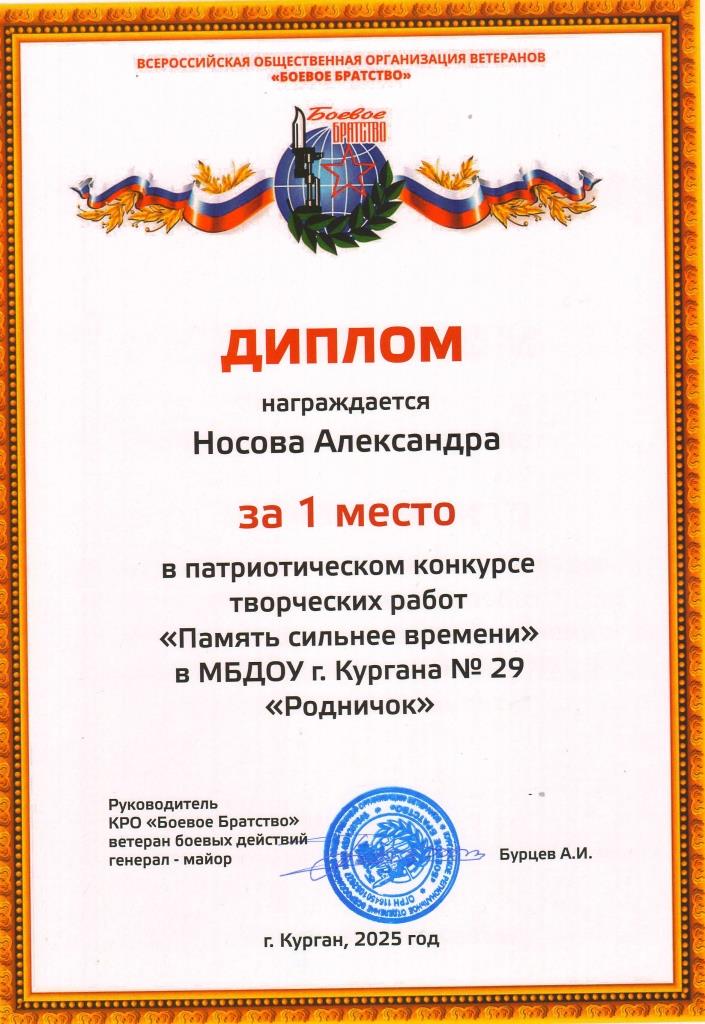 ВСЕРОССИЙСКАЯ ОБЩЕСТВЕННАЯ ОРГАНИЗАЦИЯ ВЕТЕРАНОВ
«БОЕВОЕ БРАТСТВО»
Боевое
БРАТСТВО
ДИПЛОМ
награждается
Носова Александра
за 1 место
в патриотическом конкурсе
творческих работ
«Память сильнее времени»
в МБДОУ г. Кургана № 29
«Родничок»
Руководитель
КРО «Боевое Братство»
ветеран боевых действий
генерал - майор
Бурцев А.И.
г. Курган, 2025 год